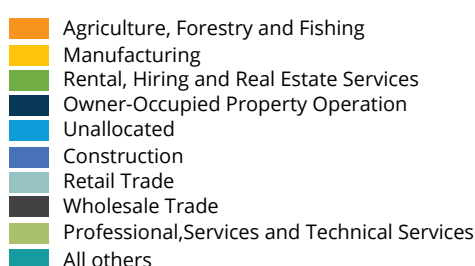 Agriculture, Forestry and Fishing
Manufacturing
Rental, Hiring and Real Estate Services
Owner-Occupied Property Operation
Unallocated
Construction
Retail Trade
Wholesale Trade
Professional,Services and Technical Services
All others